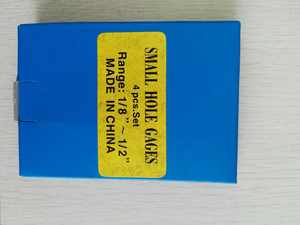 SMALL HOLE GAGES
4 pcs.Set
Range: 1/8" ~ 1/2"
MADE IN CHINA